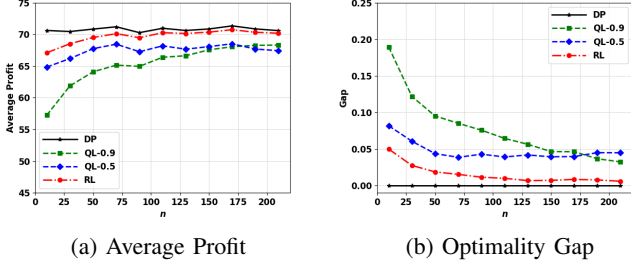 75
70
65
60
55
50
45
Average Profit
DP
QL-0.9
QL-0.5
RL
0 25 50 75 100 125 150 175 200
n
(a) Average Profit
0.25
0.20
0.15
0.10
0.05
0.00
Gap
DP
QL-0.9
QL-0.5
RL
0 25 50 75 100 125 150 175 200
n
(b) Optimality Gap